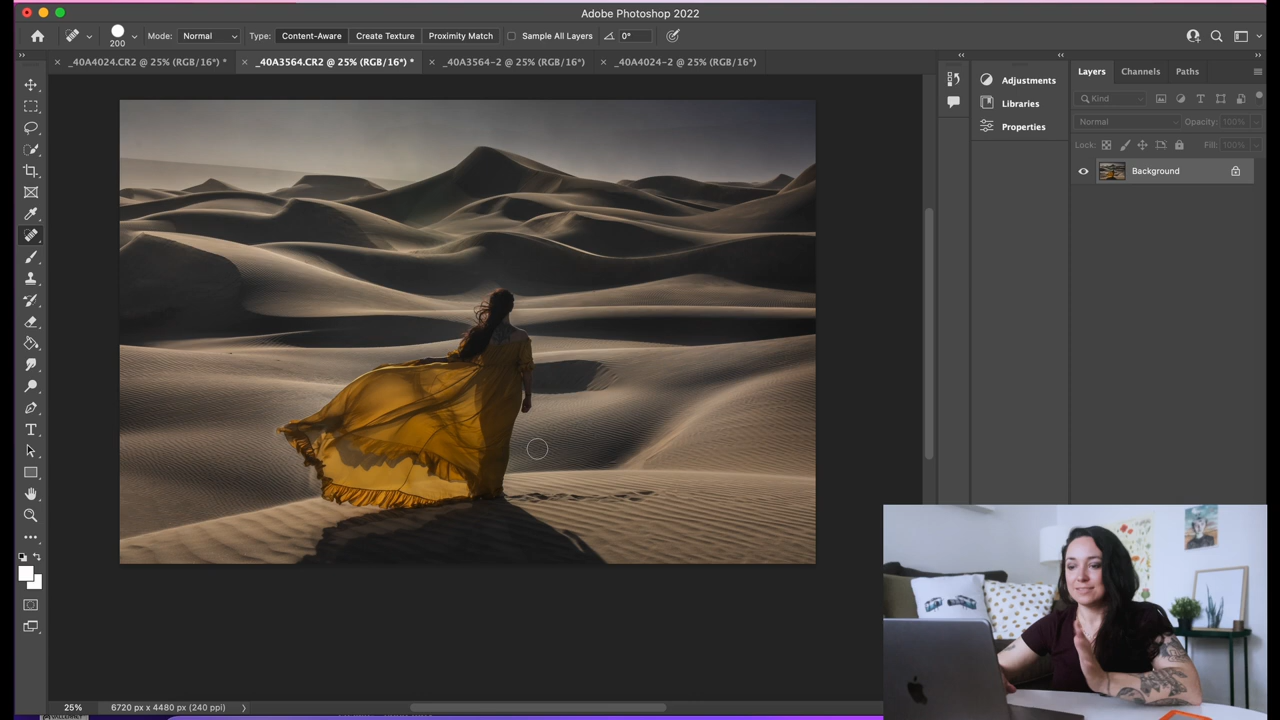 Adobe Photoshop 2022
200 Mode: Normal Type: Content-Aware Create Texture Proximity Match Sample All Layers 0°
_40A4024.CR2 @ 25% (RGB/16*) * _40A3564.CR2 @ 25% (RGB/16*) * _40A3564-2 @ 25% (RGB/16*) _40A4024-2 @ 25% (RGB/16*)
Adjustments
Libraries
Properties
Layers Channels Paths
Kind
Normal Opacity: 100%
Lock: Fill: 100%
Background
25% 6720 px x 4480 px (240 ppi)